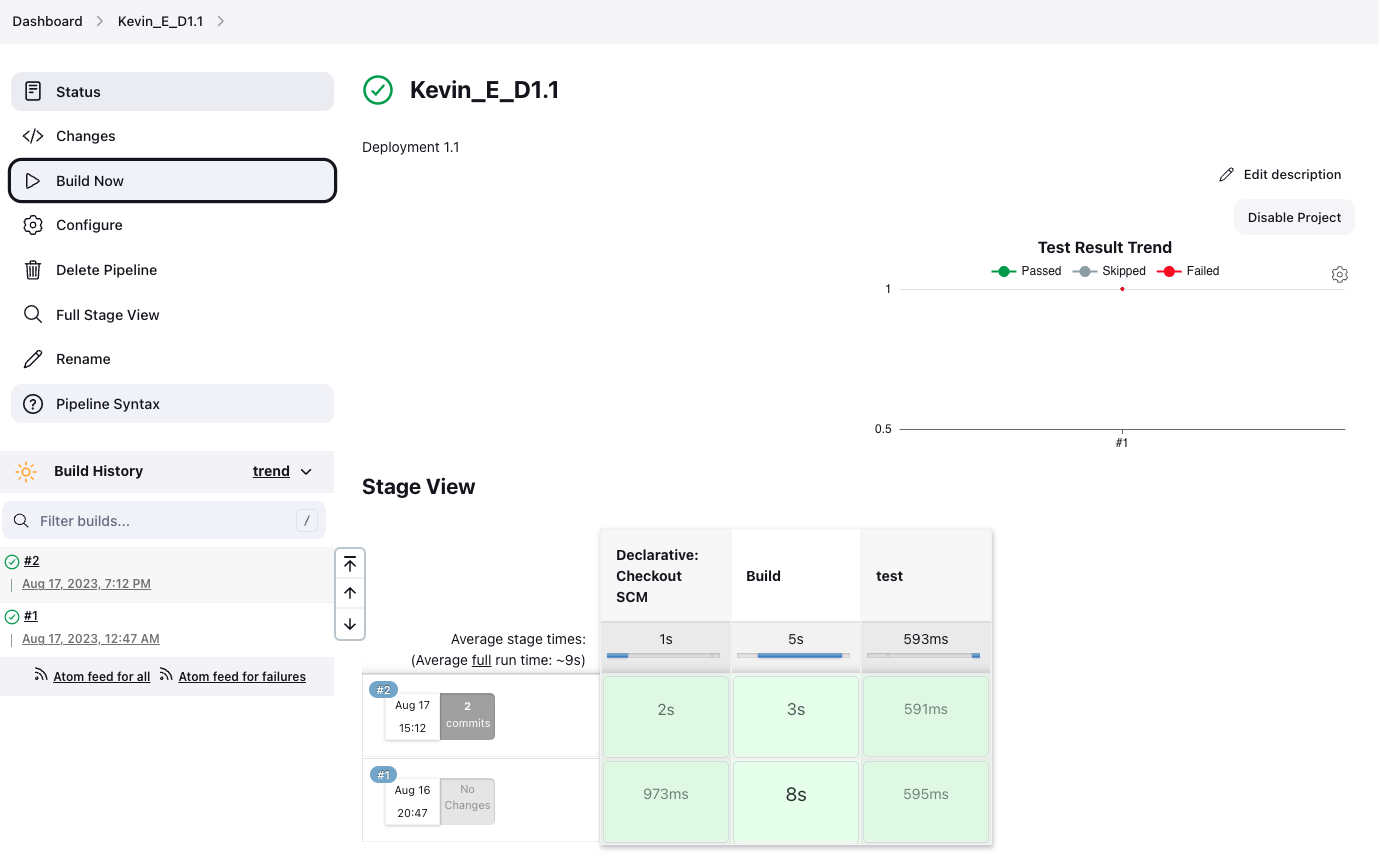 Dashboard
Kevin_E_D1.1
Status
Changes
Build Now
Configure
Delete Pipeline
Full Stage View
Rename
Pipeline Syntax
Build History
trend
Filter builds...
/
#2
Aug 17, 2023, 7:12 PM
#1
Aug 17, 2023, 12:47 AM
Atom feed for all
Atom feed for failures
Kevin_E_D1.1
Deployment 1.1
Edit description
Disable Project
Test Result Trend
Passed Skipped Failed
1
0.5
#1
Stage View
Declarative:
Checkout
SCM
Build
test
Average stage times:
(Average full run time: ~9s)
1s
5s
593ms
#2
Aug 17
15:12
2
commits
2s
3s
591ms
#1
Aug 16
20:47
No
Changes
973ms
8s
595ms